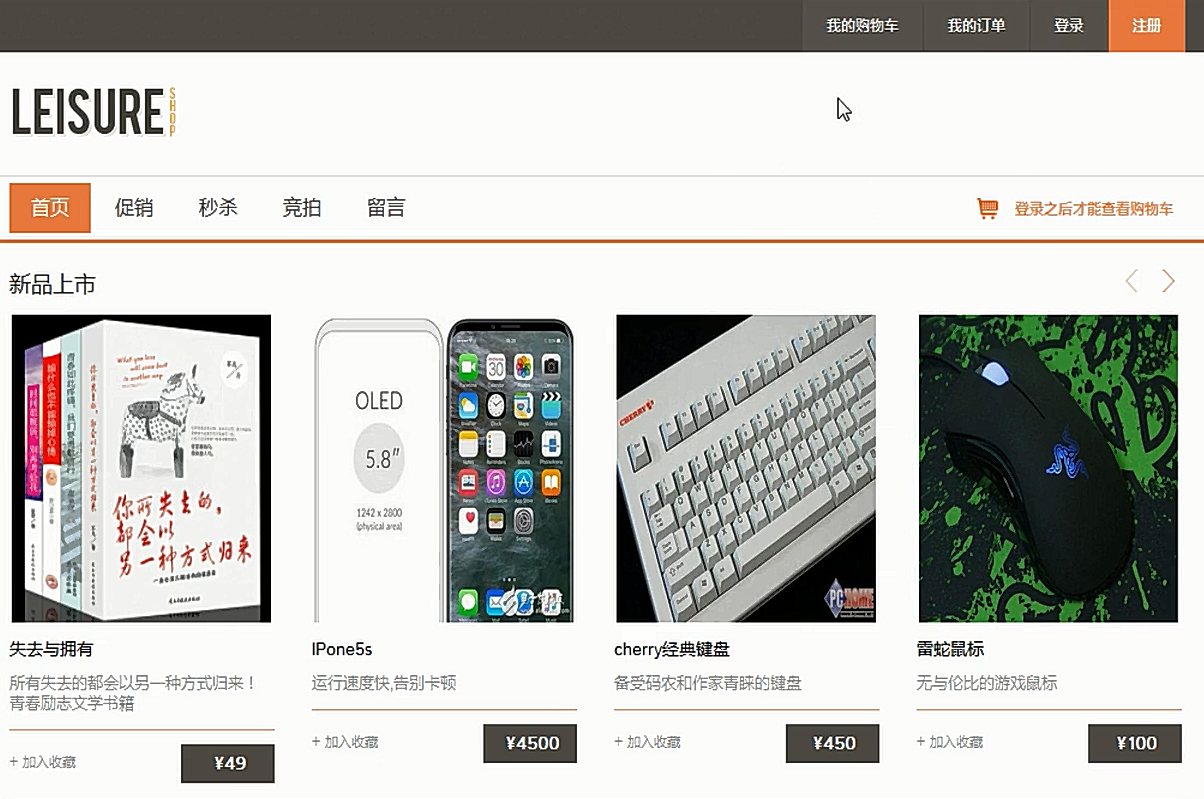 我的购物车 我的订单 登录 注册
LEISURE SHOP
首页 促销 秒杀 竞拍 留言 登录之后才能查看购物车
新品上市
What you love
你所失去的,
都会以
另一种方式归来
OLED
5.8"
1242 x 2800
(physical area)
CHERRY
PC HOME
失去与拥有
所有失去的都会以另一种方式归来！
青春励志文学书籍
+ 加入收藏 ¥49
IPone5s
运行速度快,告别卡顿
+ 加入收藏 ¥4500
cherry经典键盘
备受码农和作家青睐的键盘
+ 加入收藏 ¥450
雷蛇鼠标
无与伦比的游戏鼠标
+ 加入收藏 ¥100